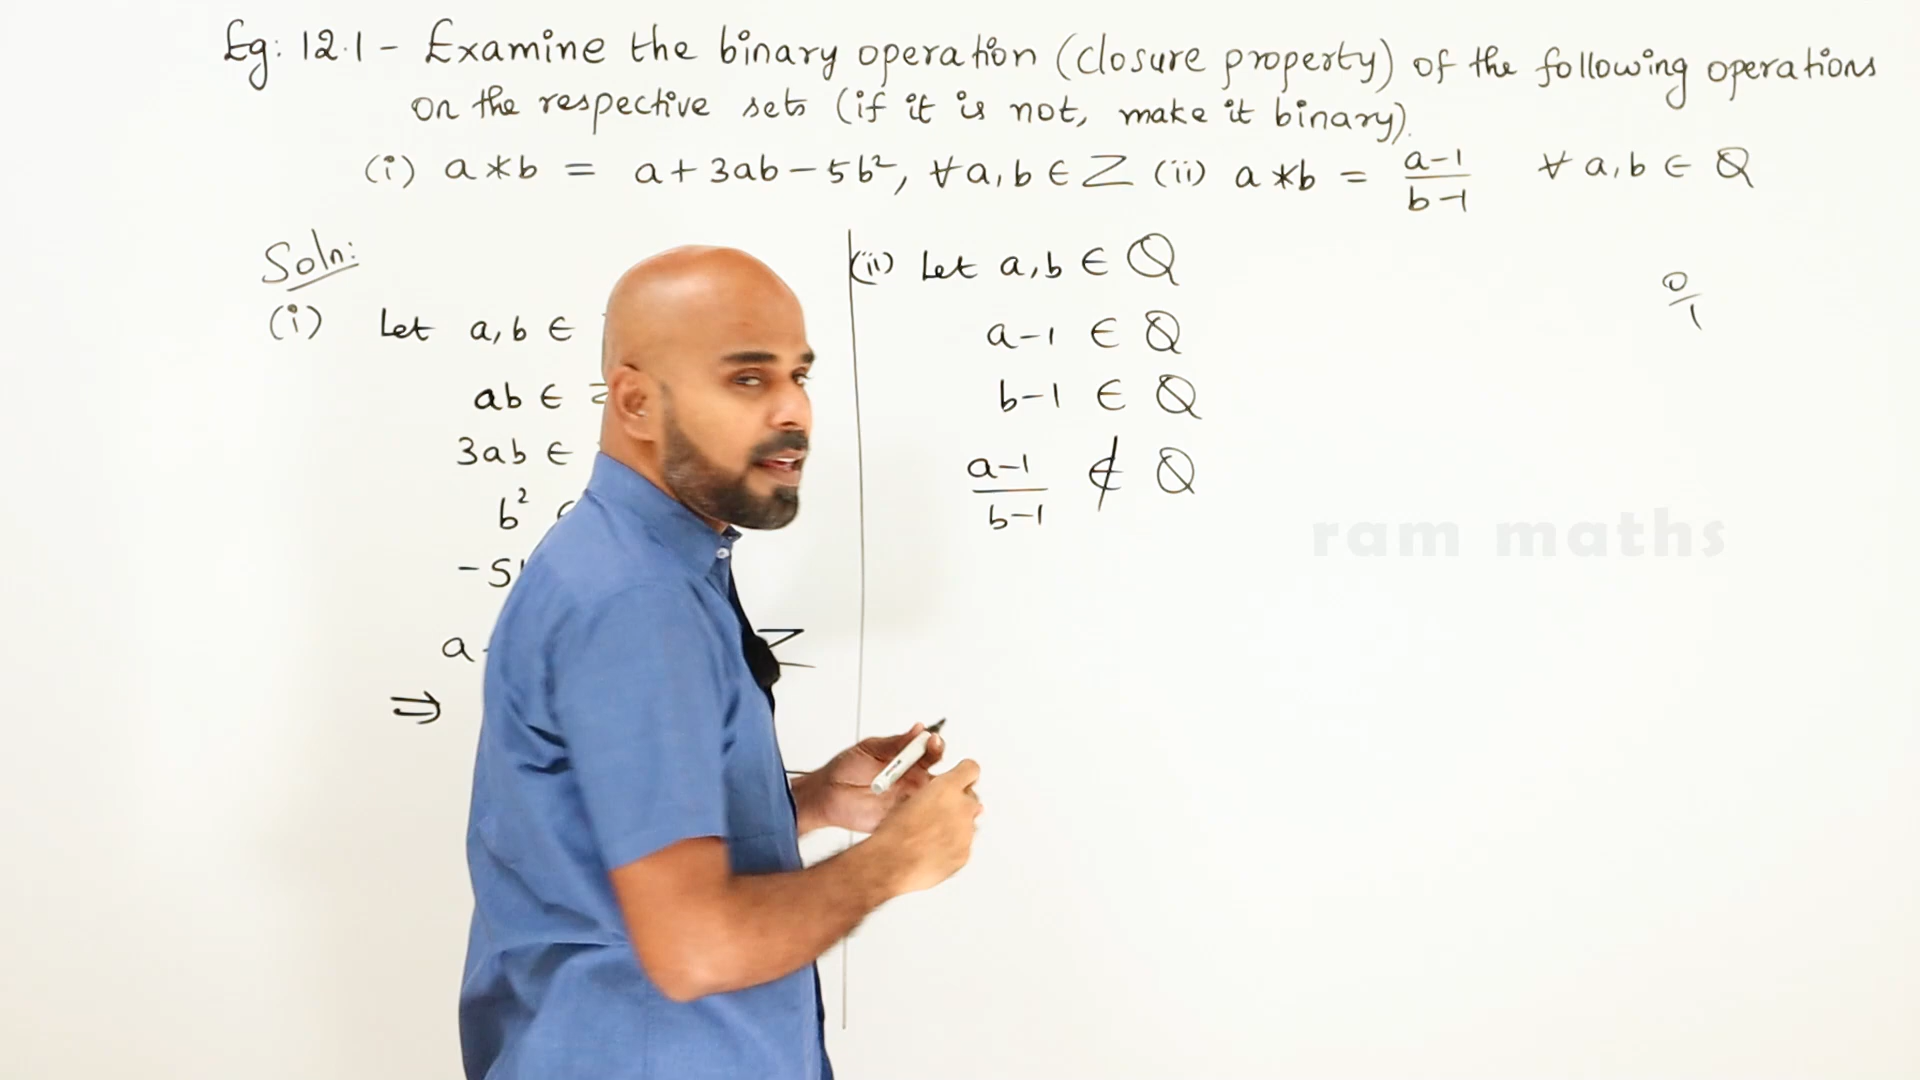 Eg: 12.1 - Examine the binary operation (closure property) of the following operations
on the respective sets (if it is not, make it binary).
(i) a * b = a + 3ab - 5b², ∀ a, b ∈ Z (ii) a * b = a-1/b-1 ∀ a, b ∈ Q
Soln:
(i) Let a, b ∈
ab ∈
3ab ∈
b²
-5
a
Z
⇒
(ii) Let a, b ∈ Q
a-1 ∈ Q
b-1 ∈ Q
a-1/b-1 ∉ Q
0/1
ram maths